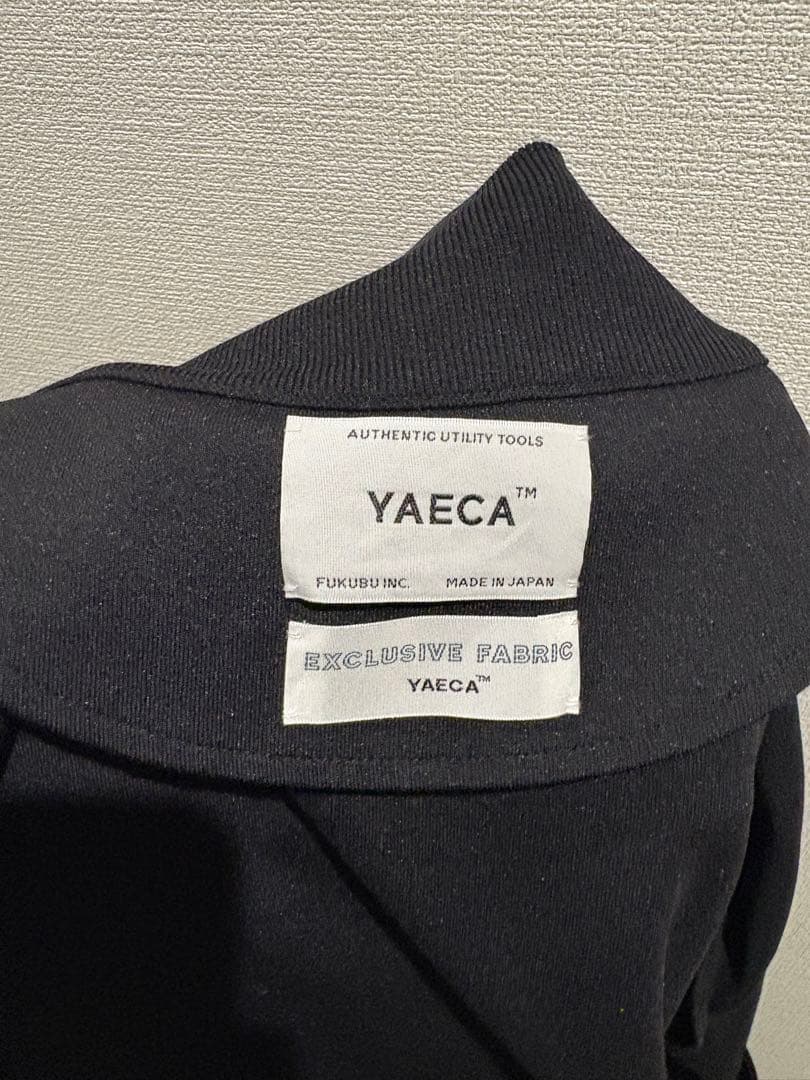 AUTHENTIC UTILITY TOOLS
YAECA™
FUKUBU INC. MADE IN JAPAN
EXCLUSIVE FABRIC
YAECA™